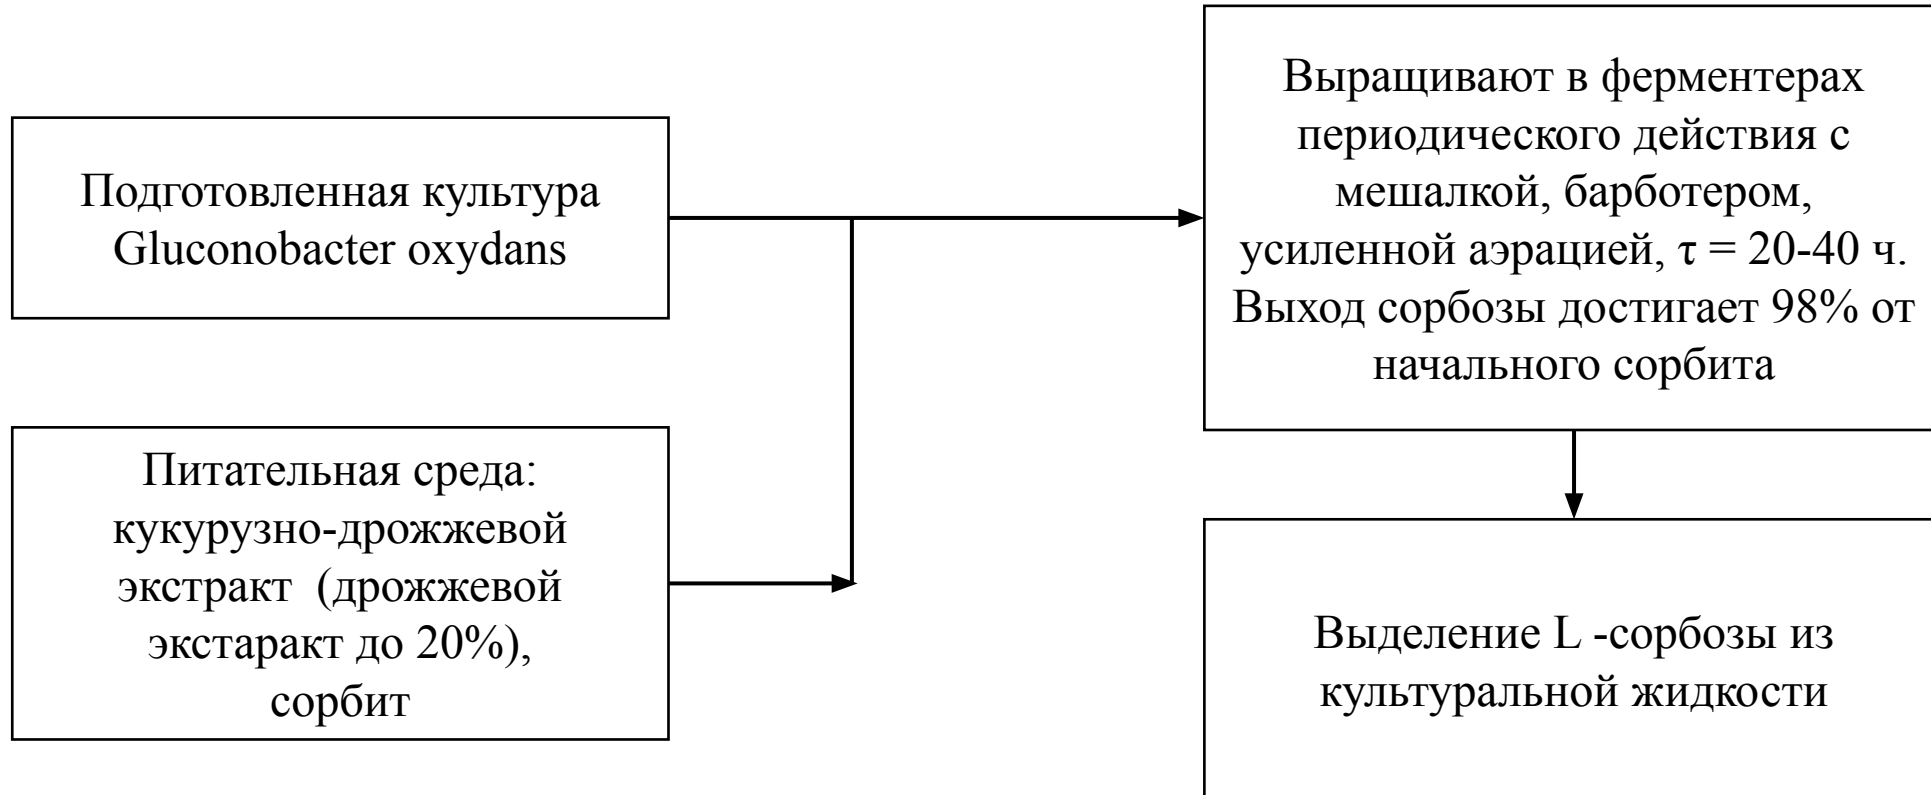 Подготовленная культура
Gluconobacter oxydans
Питательная среда:
кукурузно-дрожжевой
экстракт (дрожжевой
экстаракт до 20%),
сорбит
Выращивают в ферментерах
периодического действия с
мешалкой, барботером,
усиленной аэрацией, τ = 20-40 ч.
Выход сорбозы достигает 98% от
начального сорбита
Выделение L -сорбозы из
культуральной жидкости